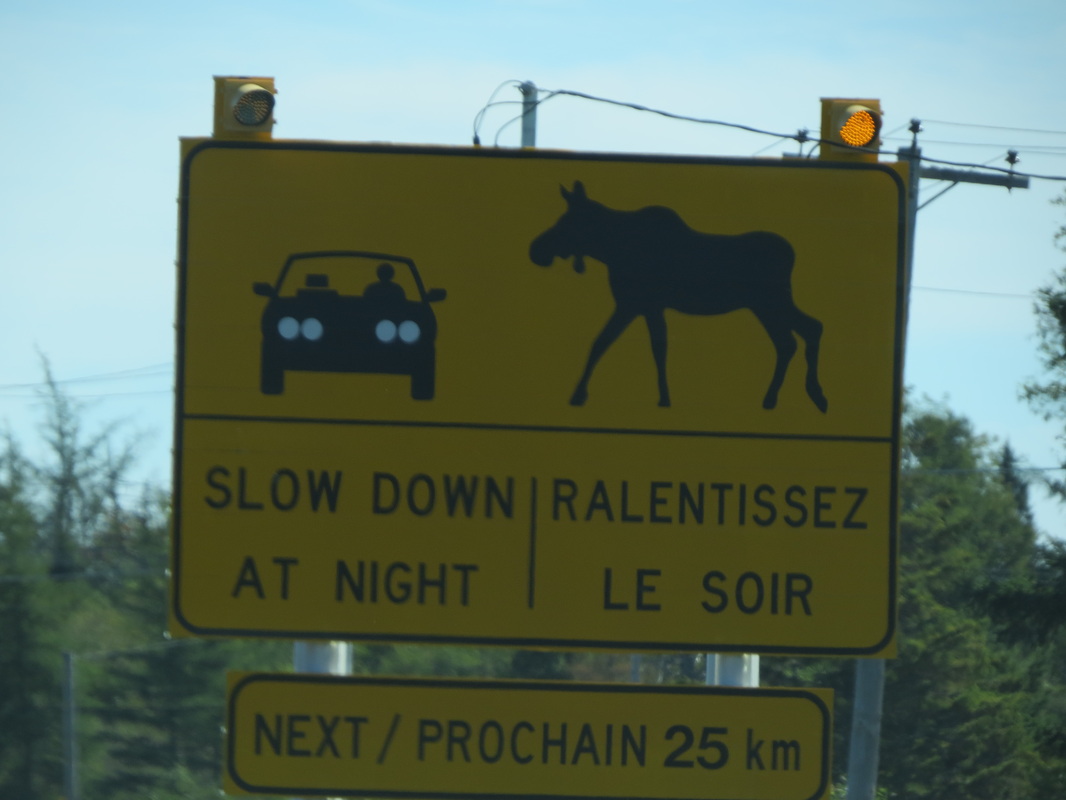 SLOW DOWN
AT NIGHT
RALENTISSEZ
LE SOIR
NEXT / PROCHAIN 25 km